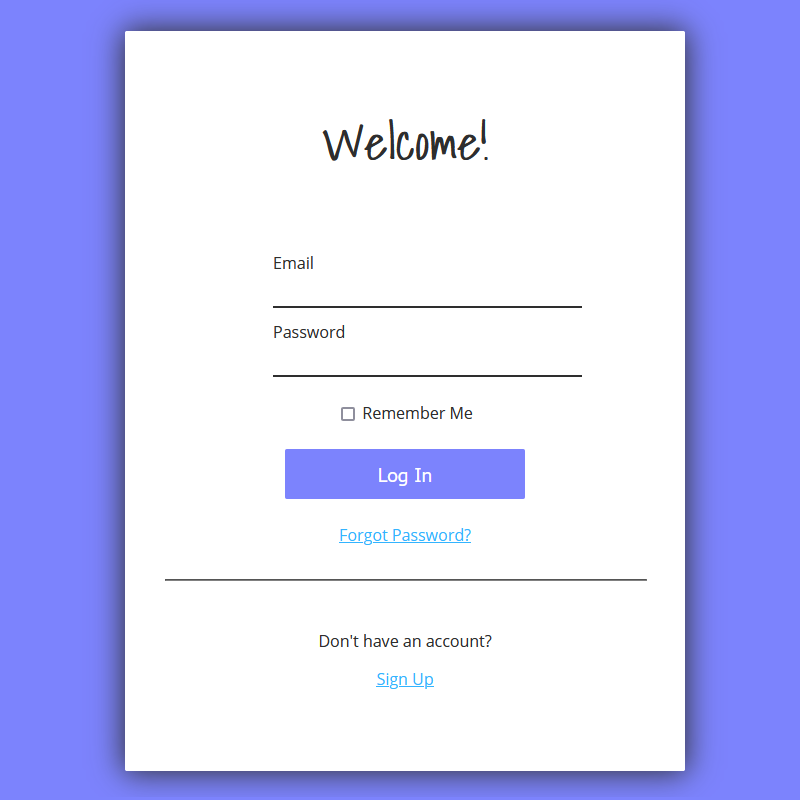 Welcome!
Email
Password
Remember Me
Log In
Forgot Password?
Don't have an account?
Sign Up